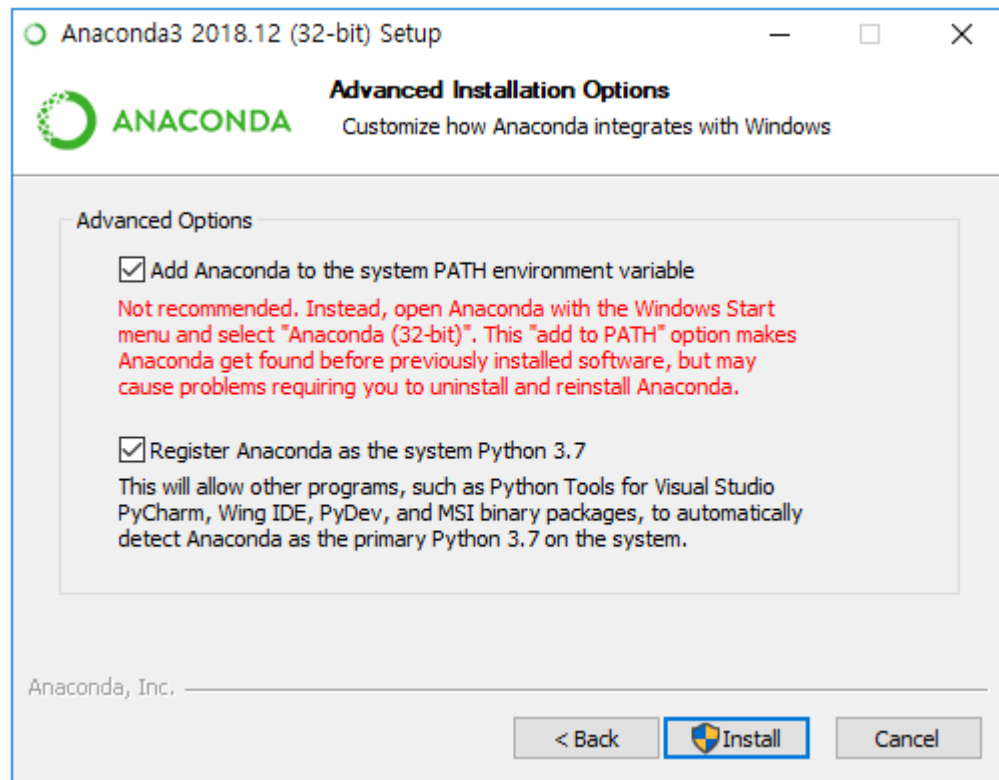 Anaconda3 2018.12 (32-bit) Setup
ANACONDA
Advanced Installation Options
Customize how Anaconda integrates with Windows
Advanced Options
Add Anaconda to the system PATH environment variable
Not recommended. Instead, open Anaconda with the Windows Start
menu and select "Anaconda (32-bit)". This "add to PATH" option makes
Anaconda get found before previously installed software, but may
cause problems requiring you to uninstall and reinstall Anaconda.
Register Anaconda as the system Python 3.7
This will allow other programs, such as Python Tools for Visual Studio
PyCharm, Wing IDE, PyDev, and MSI binary packages, to automatically
detect Anaconda as the primary Python 3.7 on the system.
Anaconda, Inc.
< Back
Install
Cancel